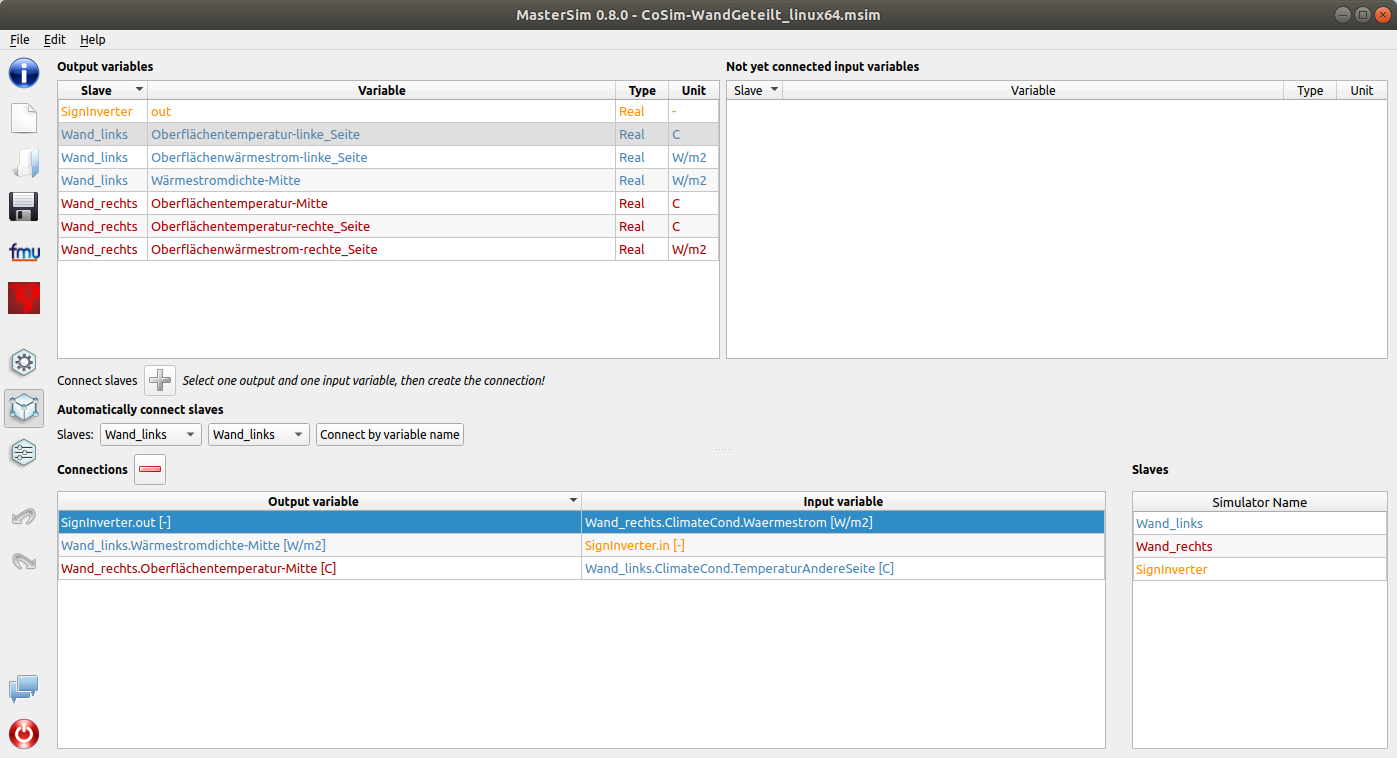 MasterSim 0.8.0 - CoSim-WandGeteilt_linux64.msim
File Edit Help
Output variables
Slave Variable Type Unit
SignInverter out Real -
Wand_links Oberflächentemperatur-linke_Seite Real C
Wand_links Oberflächenwärmestrom-linke_Seite Real W/m2
Wand_links Wärmestromdichte-Mitte Real W/m2
Wand_rechts Oberflächentemperatur-Mitte Real C
Wand_rechts Oberflächentemperatur-rechte_Seite Real C
Wand_rechts Oberflächenwärmestrom-rechte_Seite Real W/m2
Not yet connected input variables
Slave Variable Type Unit
fmu
Connect slaves Select one output and one input variable, then create the connection!
Automatically connect slaves
Slaves: Wand_links Wand_links Connect by variable name
Connections
Output variable Input variable
SignInverter.out [-] Wand_rechts.ClimateCond.Waermestrom [W/m2]
Wand_links.Wärmestromdichte-Mitte [W/m2] SignInverter.in [-]
Wand_rechts.Oberflächentemperatur-Mitte [C] Wand_links.ClimateCond.TemperaturAndereSeite [C]
Slaves
Simulator Name
Wand_links
Wand_rechts
SignInverter